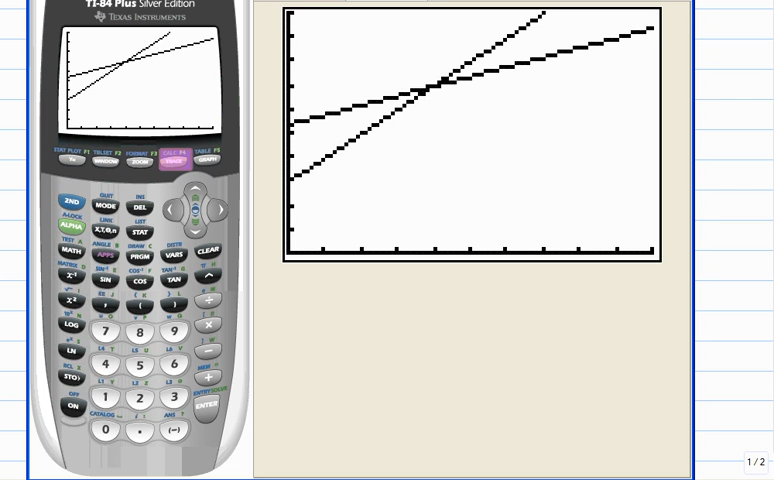 TI-84 Plus Silver Edition
TEXAS INSTRUMENTS
STAT PLOT F1 TBLSET F2 FORMAT F3 CALC F4 TABLE F5
Y= WINDOW ZOOM TRACE GRAPH
QUIT INS
2ND MODE DEL
A-LOCK LINK LIST
ALPHA X,T,Θ,n STAT
TEST A ANGLE B DRAW C DISTR
MATH APPS PRGM VARS CLEAR
MATRIX D SIN⁻¹ E COS⁻¹ F TAN⁻¹ G π H
x⁻¹ SIN COS TAN ^
x² , ( ) ÷
LOG 7 8 9 ×
L4 T L5 U L6 V
LN 4 5 6 −
RCL X L1 Y L2 Z L3 θ MEM "
STO› 1 2 3 +
OFF CATALOG i : ANS ? ENTRY SOLVE
ON 0 . (−) ENTER
1/2